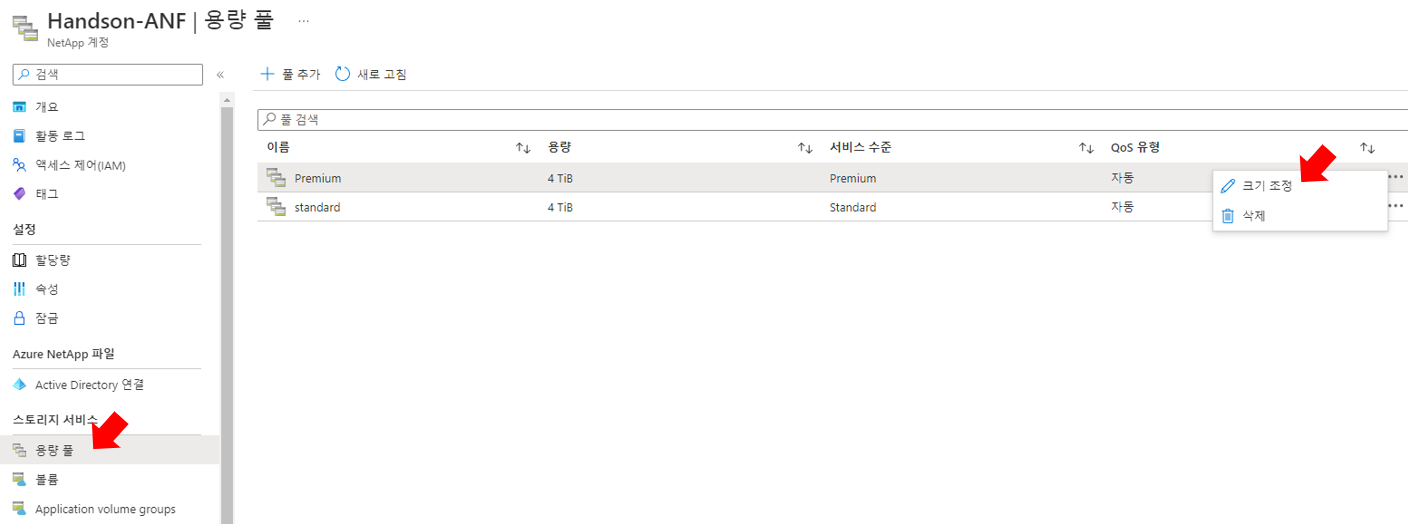 Handson-ANF | 용량 풀 ...
NetApp 계정
검색 «
풀 추가 새로 고침
개요
활동 로그
액세스 제어(IAM)
태그
설정
할당량
속성
잠금
Azure NetApp 파일
Active Directory 연결
스토리지 서비스
용량 풀
볼륨
Application volume groups
풀 검색
이름 ↑↓ 용량 ↑↓ 서비스 수준 ↑↓ QoS 유형 ↑↓
Premium 4 TiB Premium 자동 ...
standard 4 TiB Standard 자동 ...
크기 조정
삭제